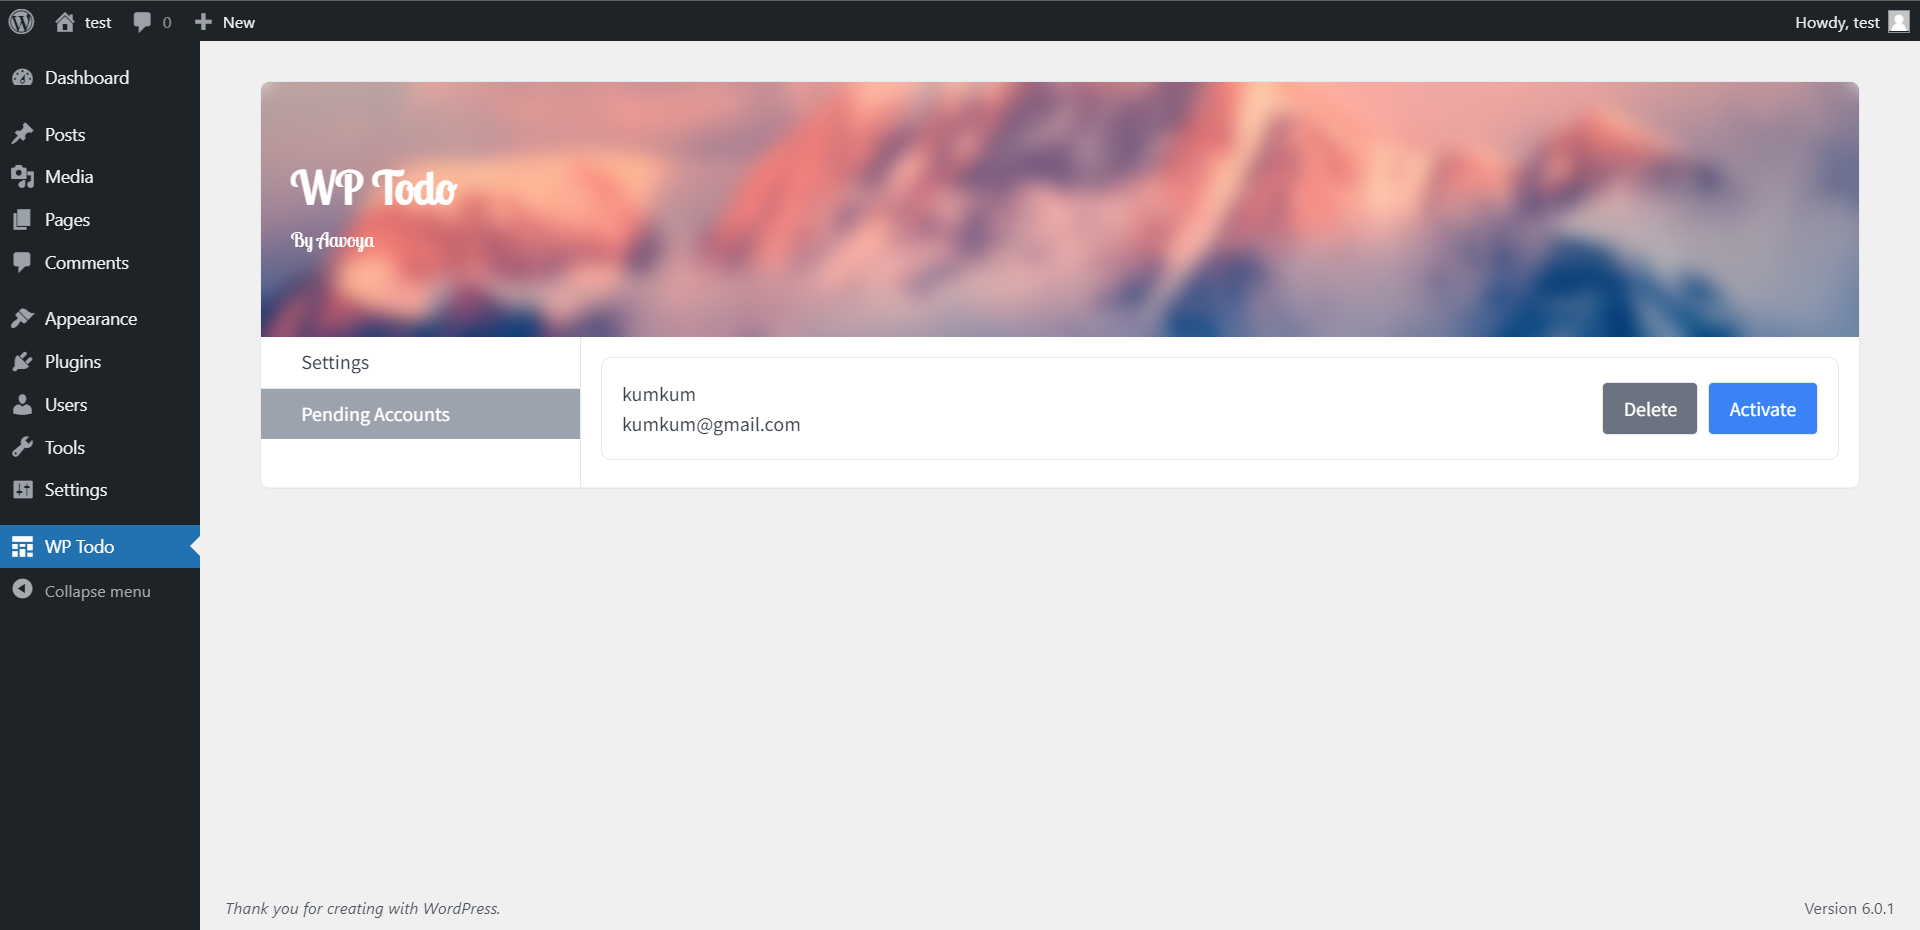 test
0
New
Howdy, test
Dashboard
Posts
Media
Pages
Comments
Appearance
Plugins
Users
Tools
Settings
WP Todo
Collapse menu
WP Todo
By Aavoya
Settings
Pending Accounts
kumkum
kumkum@gmail.com
Delete
Activate
Thank you for creating with WordPress.
Version 6.0.1